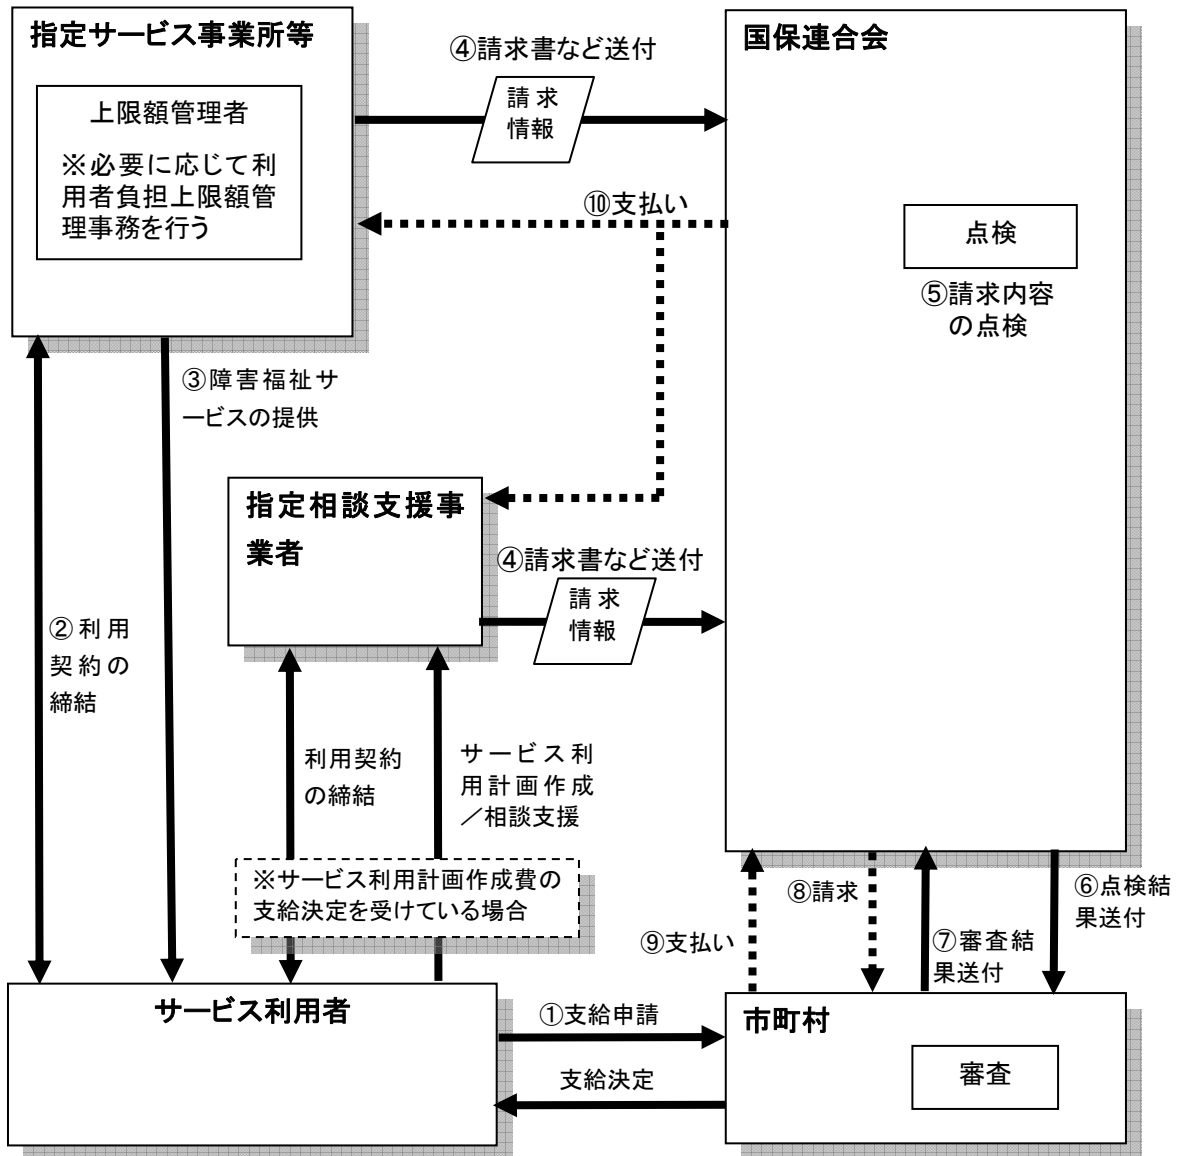 指定サービス事業所等
上限額管理者
※必要に応じて利
用者負担上限額管
理事務を行う
④請求書など送付
請求
情報
国保連合会
⑩支払い
点検
⑤請求内容
の点検
③障害福祉サ
ービスの提供
指定相談支援事
業者
④請求書など送付
請求
情報
②利用
契約の
締結
利用契約
の締結
サービス利
用計画作成
／相談支援
※サービス利用計画作成費の
支給決定を受けている場合
⑧請求
⑥点検結
果送付
⑨支払い
⑦審査結
果送付
サービス利用者
①支給申請
支給決定
市町村
審査